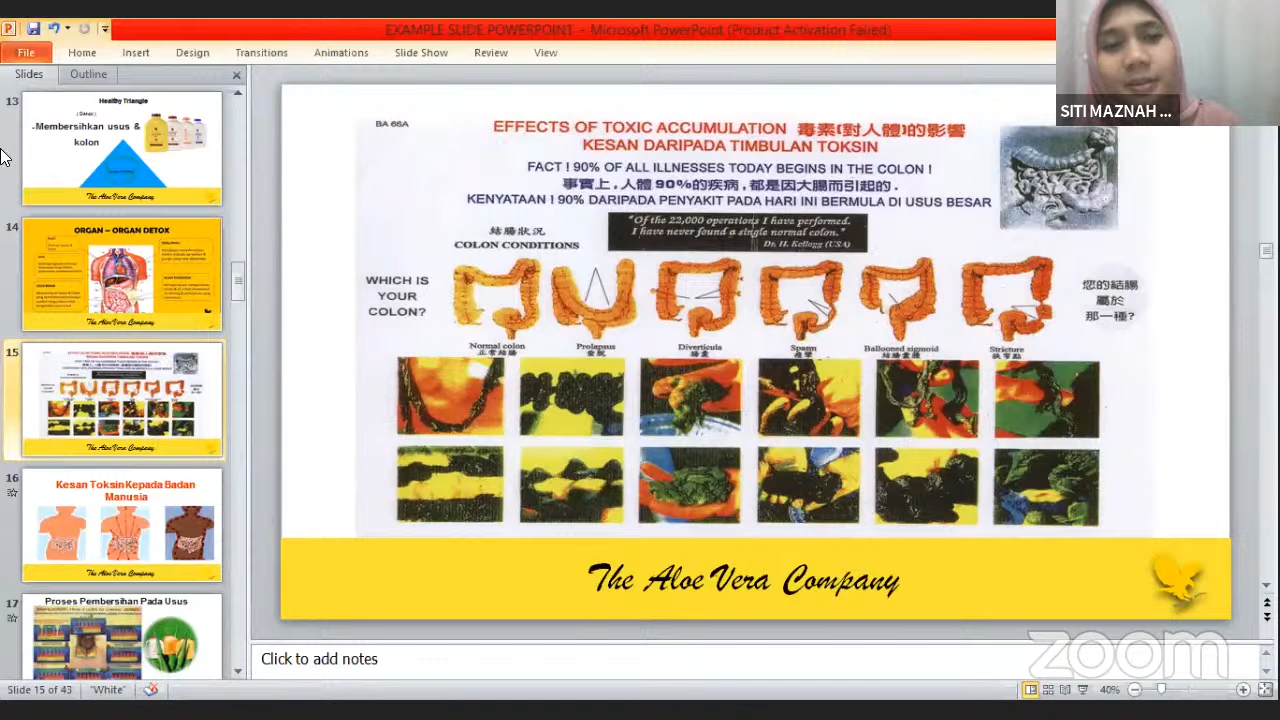 EXAMPLE SLIDE POWERPOINT - Microsoft PowerPoint (Product Activation Failed)
File Home Insert Design Transitions Animations Slide Show Review View
SITI MAZNAH ...
Slides Outline
13
Healthy Triangle
-Membersihkan usus &
kolon
The Aloe Vera Company
14
ORGAN – ORGAN DETOX
The Aloe Vera Company
15
The Aloe Vera Company
16
Kesan Toksin Kepada Badan
Manusia
The Aloe Vera Company
17
Proses Pembersihan Pada Usus
BA 66A
EFFECTS OF TOXIC ACCUMULATION 毒素(對人體)的影響
KESAN DARIPADA TIMBULAN TOKSIN
FACT ! 90% OF ALL ILLNESSES TODAY BEGINS IN THE COLON !
事實上，人體90%的疾病，都是因大腸而引起的.
KENYATAAN ! 90% DARIPADA PENYAKIT PADA HARI INI BERMULA DI USUS BESAR
"Of the 22,000 operations I have performed.
I have never found a single normal colon."
Dr. H. Kellogg (USA)
結腸狀況
COLON CONDITIONS
WHICH IS
YOUR
COLON?
您的結腸
屬於
那一種?
Normal colon Prolapsus Diverticula Spasm Ballooned sigmoid Stricture
正常結腸
The Aloe Vera Company
Click to add notes
zoom
Slide 15 of 43 "White" 40%